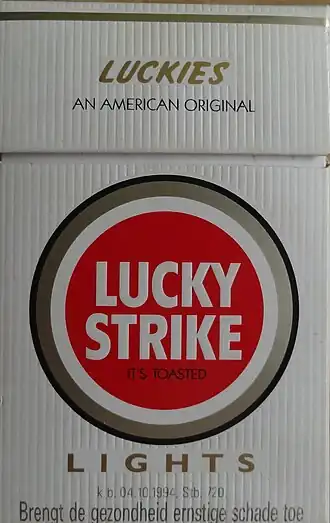 LUCKIES
AN AMERICAN ORIGINAL
LUCKY
STRIKE
IT'S TOASTED
LIGHTS
k.b. 04.10.1994, Stb. 720.
Brengt de gezondheid ernstige schade toe